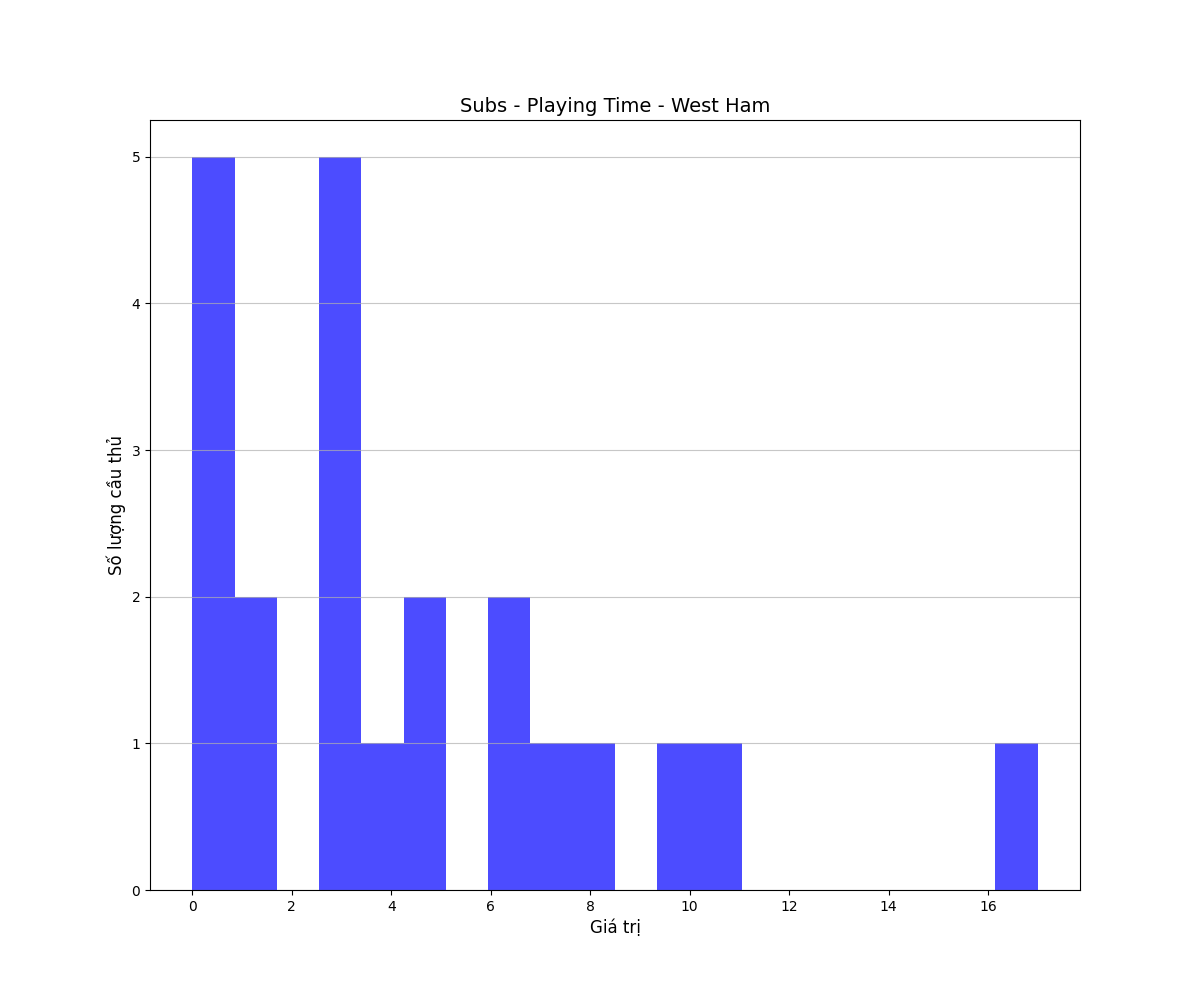 Subs - Playing Time - West Ham
5
4
3
2
1
0
Số lượng cầu thủ
0 2 4 6 8 10 12 14 16
Giá trị